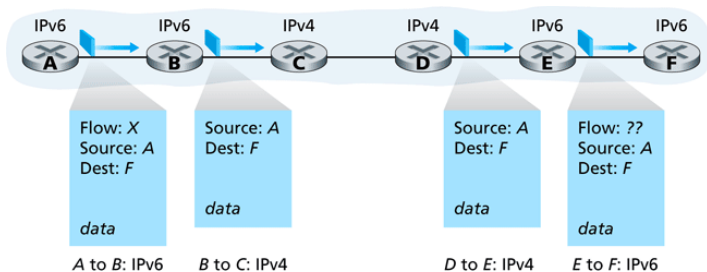 IPv6 IPv6 IPv4 IPv4 IPv6 IPv6
A B C D E F
Flow: X
Source: A
Dest: F
data
Source: A
Dest: F
data
Source: A
Dest: F
data
Flow: ??
Source: A
Dest: F
data
A to B: IPv6 B to C: IPv4 D to E: IPv4 E to F: IPv6